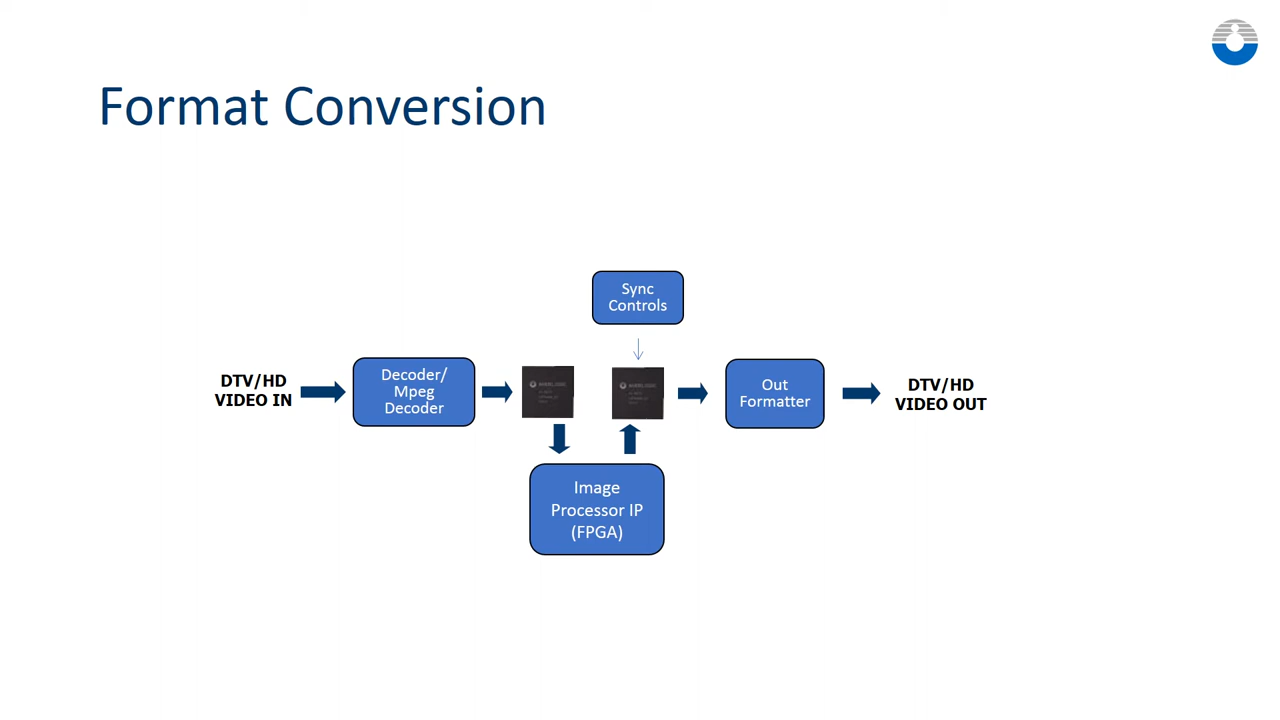 Format Conversion
Sync
Controls
DTV/HD
VIDEO IN
Decoder/
Mpeg
Decoder
Out
Formatter
DTV/HD
VIDEO OUT
Image
Processor IP
(FPGA)